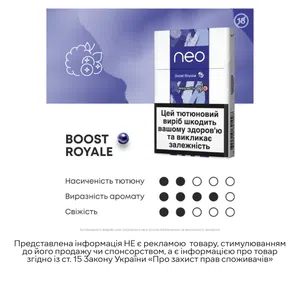 18
neo
Boost Royale
Цей тютюновий
виріб шкодить
вашому здоров'ю
та викликає
залежність
BOOST
ROYALE
Насиченість тютюну
Виразність аромату
Свіжість
Представлена інформація НЕ є рекламою товару, стимулюванням
до його продажу чи спонсорством, а є інформацією про товар
згідно із ст. 15 Закону України «Про захист прав споживачів»